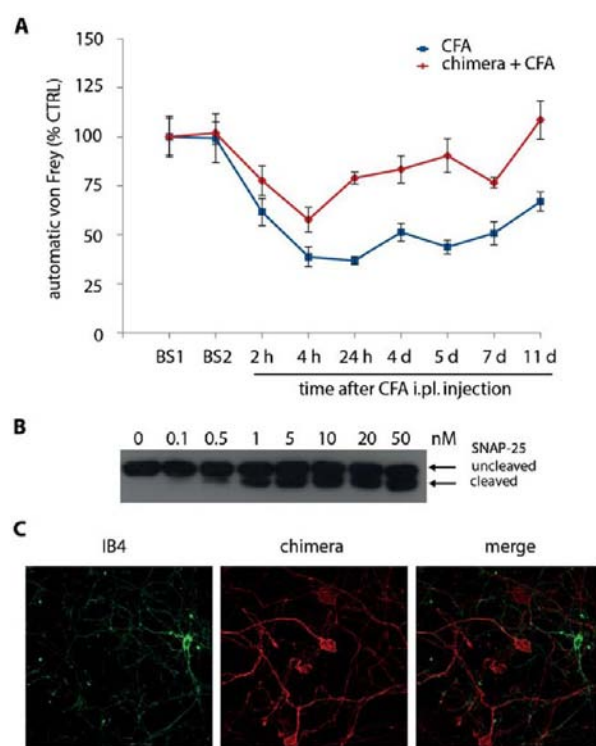 A
150
125
100
75
50
25
0
automatic von Frey (% CTRL)
CFA
chimera + CFA
BS1 BS2 2 h 4 h 24 h 4 d 5 d 7 d 11 d
time after CFA i.pl. injection
B
0 0.1 0.5 1 5 10 20 50 nM
SNAP-25
uncleaved
cleaved
C
IB4 chimera merge